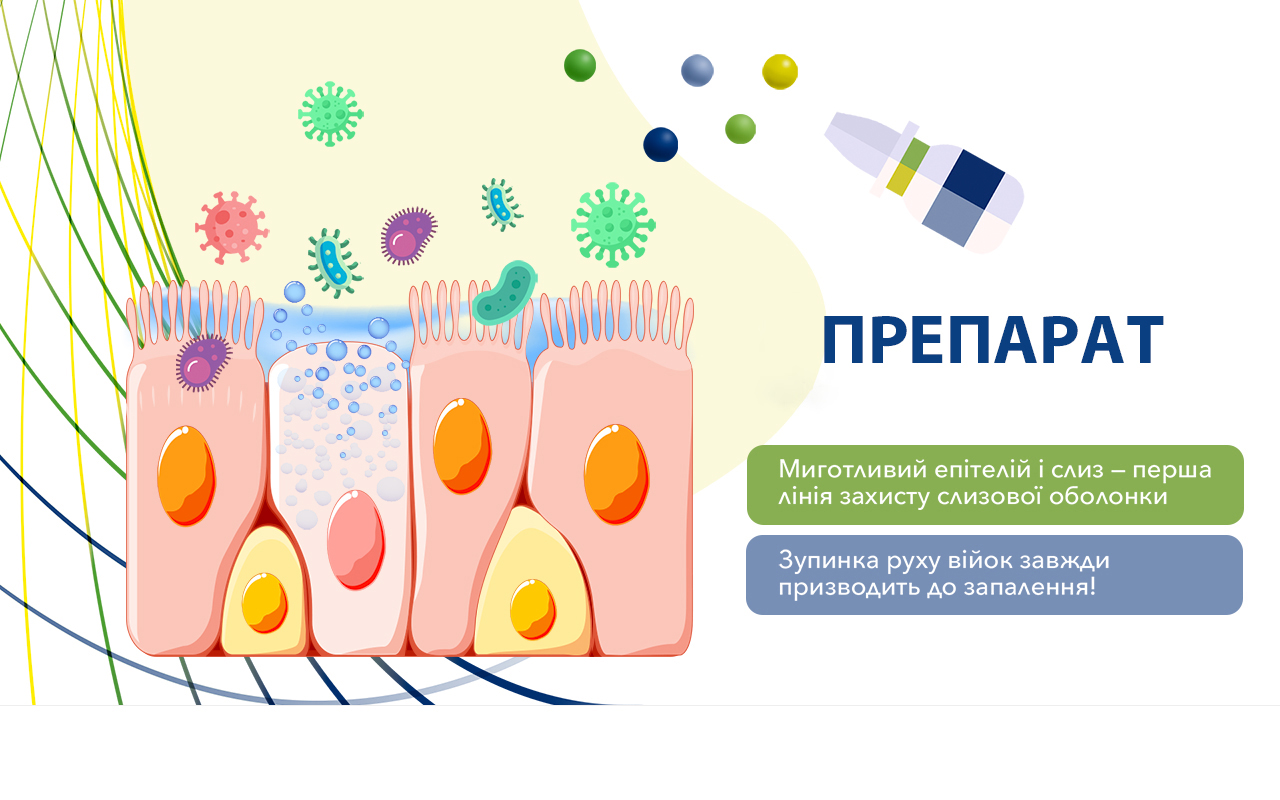 ПРЕПАРАТ
Миготливий епітелій і слиз – перша
лінія захисту слизової оболонки
Зупинка руху війок завжди
призводить до запалення!